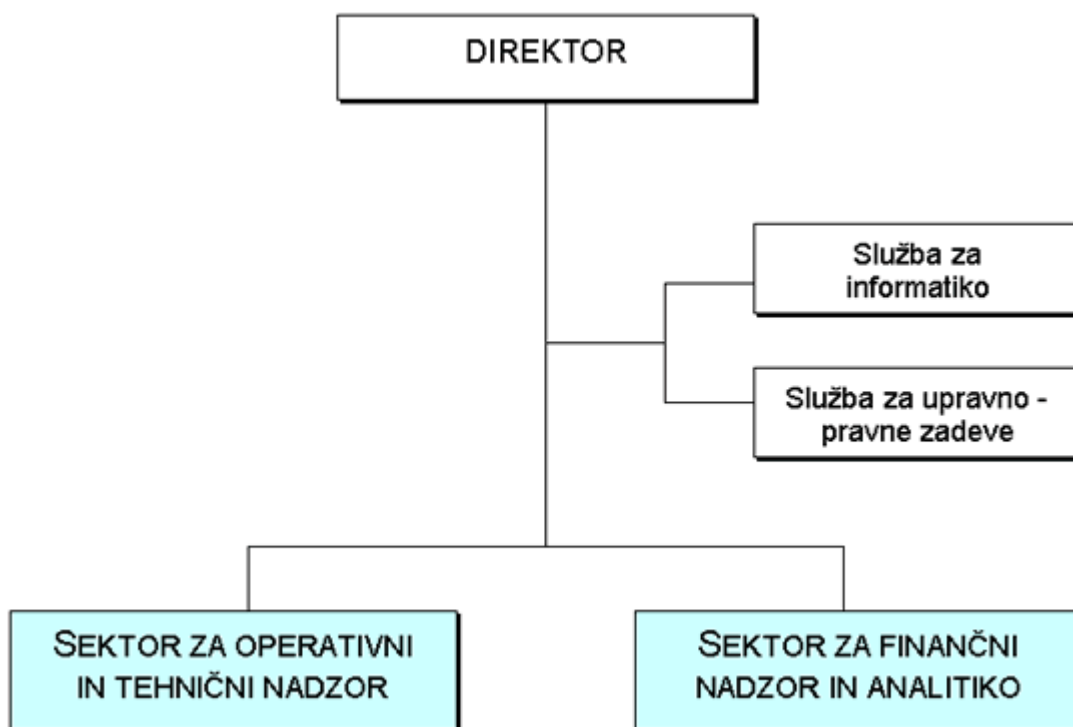 DIREKTOR
Služba za
informatiko
Služba za upravno -
pravne zadeve
SEKTOR ZA OPERATIVNI
IN TEHNIČNI NADZOR
SEKTOR ZA FINANČNI
NADZOR IN ANALITIKO